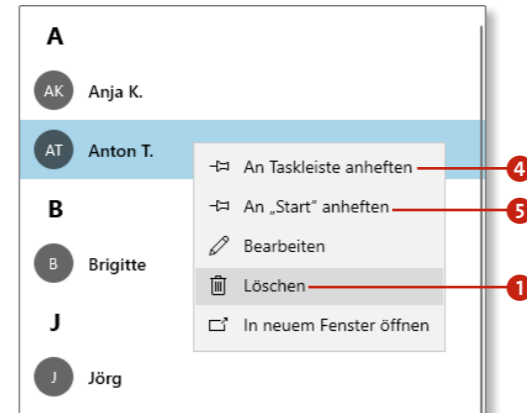 A
AK Anja K.
AT Anton T.
An Taskleiste anheften 4
An „Start“ anheften 5
B
Bearbeiten
B Brigitte
Löschen 1
J
In neuem Fenster öffnen
J Jörg